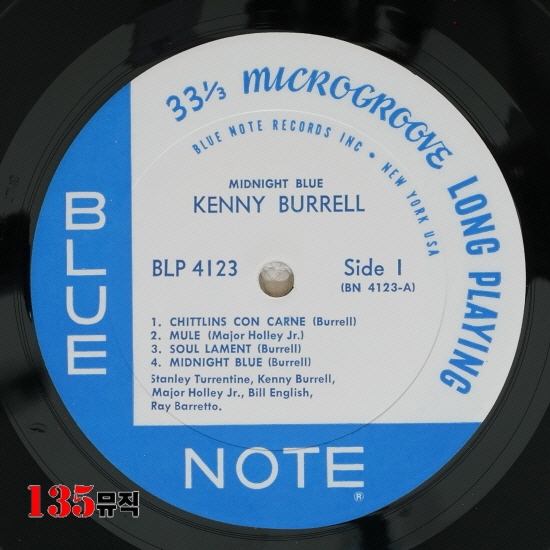 33⅓ MICROGROOVE LONG PLAYING
BLUE NOTE RECORDS INC • NEW YORK USA
MIDNIGHT BLUE
KENNY BURRELL
BLP 4123 Side 1
(BN 4123-A)
1. CHITTLINS CON CARNE (Burrell)
2. MULE (Major Holley Jr.)
3. SOUL LAMENT (Burrell)
4. MIDNIGHT BLUE (Burrell)
Stanley Turrentine, Kenny Burrell,
Major Holley Jr., Bill English,
Ray Barretto.
BLUE
NOTE®
135뮤직